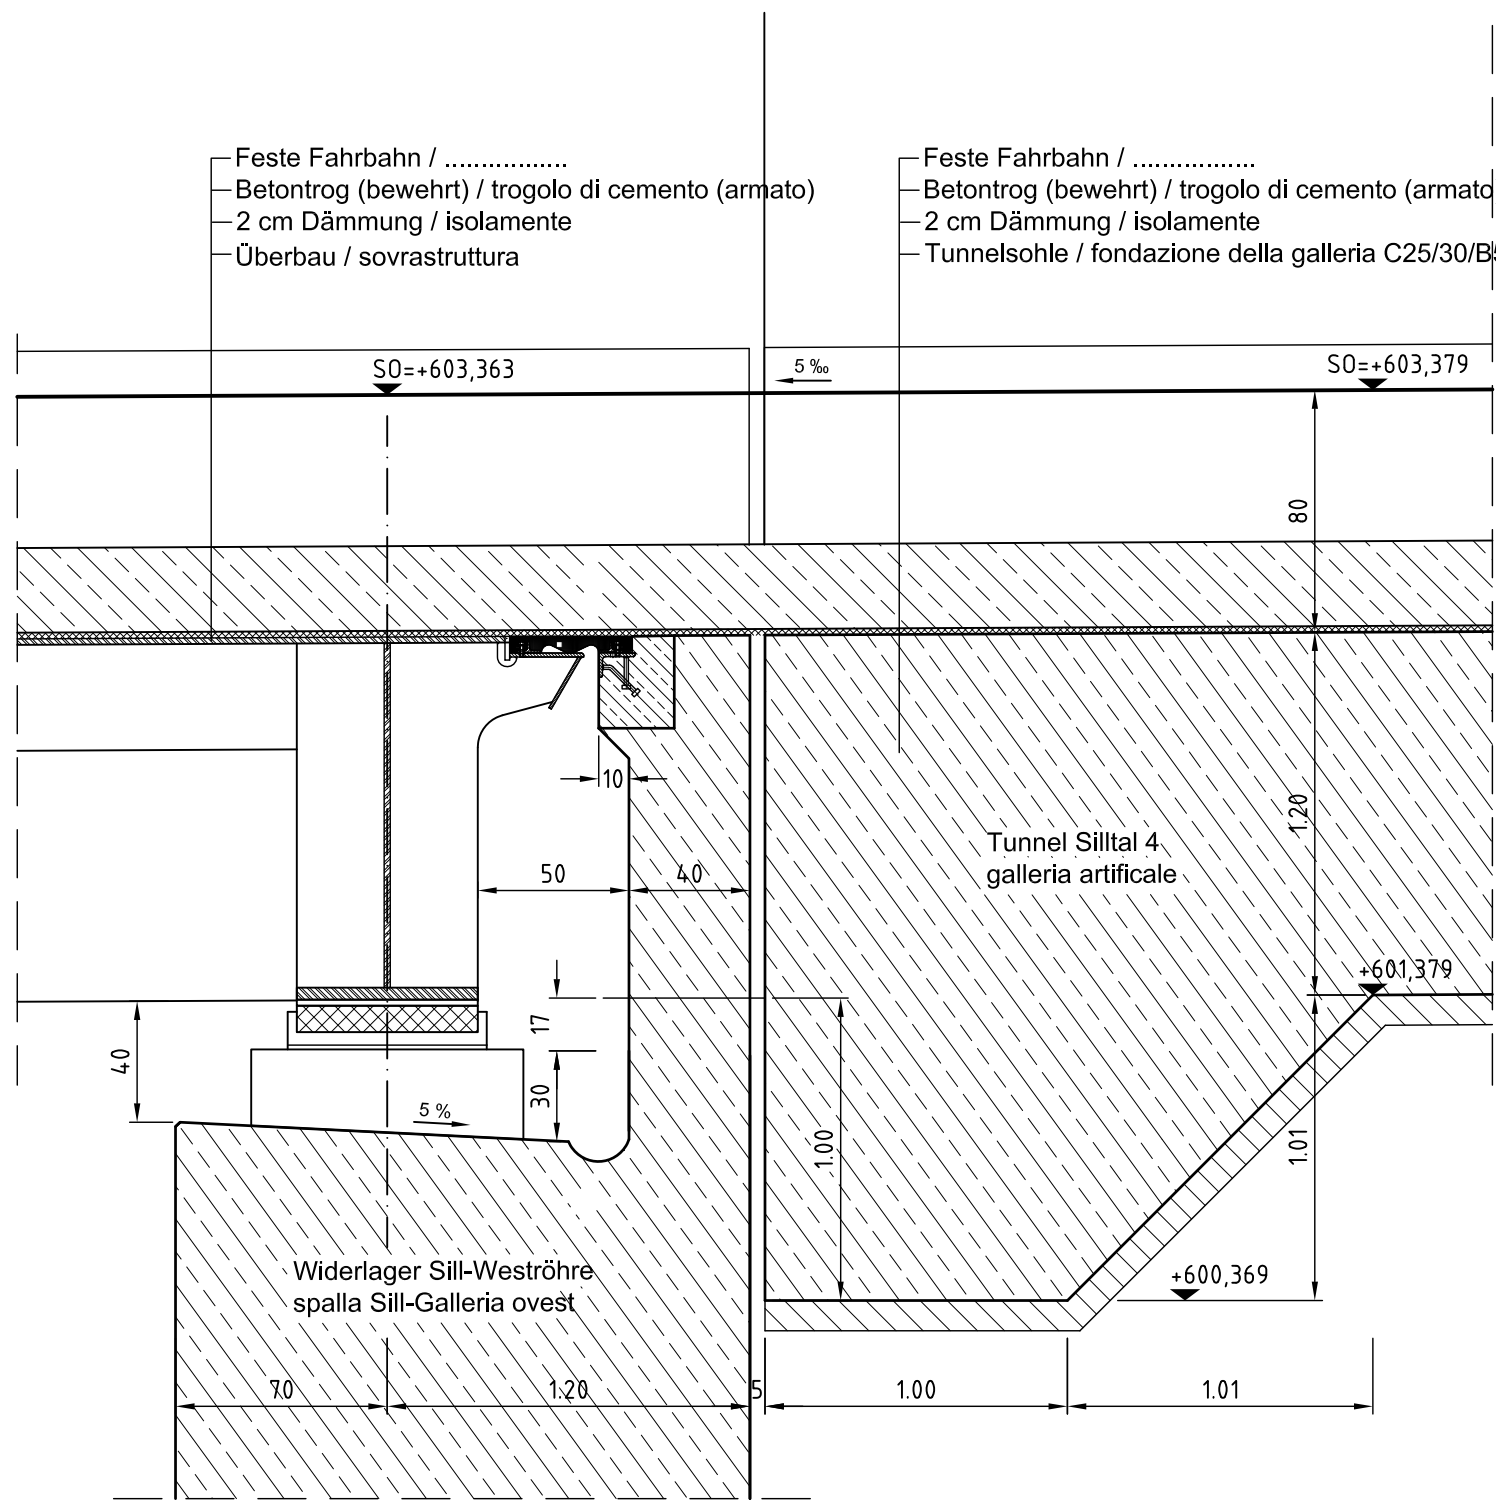 Feste Fahrbahn / .................
Betontrog (bewehrt) / trogolo di cemento (armato)
2 cm Dämmung / isolamente
Überbau / sovrastruttura
Feste Fahrbahn / .................
Betontrog (bewehrt) / trogolo di cemento (armato
2 cm Dämmung / isolamente
Tunnelsohle / fondazione della galleria C25/30/B5
SO=+603,363
5 ‰
SO=+603,379
80
10
1.20
Tunnel Silltal 4
galleria artificale
50
40
+601,379
17
40
30
5 %
1.00
1.01
Widerlager Sill-Weströhre
spalla Sill-Galleria ovest
+600,369
70
1.20
5
1.00
1.01